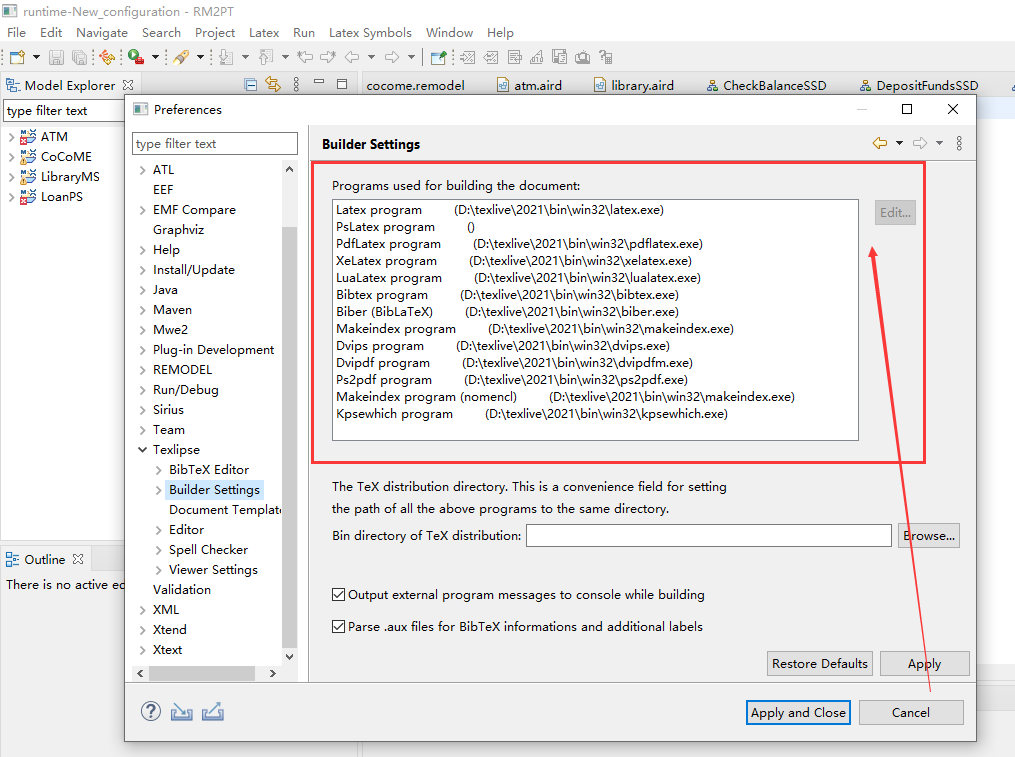 runtime-New_configuration - RM2PT
File Edit Navigate Search Project Latex Run Latex Symbols Window Help
Model Explorer
cocome.remodel atm.aird library.aird CheckBalanceSSD DepositFundsSSD
type filter text
ATM
CoCoME
LibraryMS
LoanPS
Outline
There is no active ed
Preferences
type filter text
ATL
EEF
EMF Compare
Graphviz
Help
Install/Update
Java
Maven
Mwe2
Plug-in Development
REMODEL
Run/Debug
Sirius
Team
Texlipse
BibTeX Editor
Builder Settings
Document Templat
Editor
Spell Checker
Viewer Settings
Validation
XML
Xtend
Xtext
Builder Settings
Programs used for building the document:
Latex program (D:\texlive\2021\bin\win32\latex.exe)
PsLatex program ()
PdfLatex program (D:\texlive\2021\bin\win32\pdflatex.exe)
XeLatex program (D:\texlive\2021\bin\win32\xelatex.exe)
LuaLatex program (D:\texlive\2021\bin\win32\lualatex.exe)
Bibtex program (D:\texlive\2021\bin\win32\bibtex.exe)
Biber (BibLaTeX) (D:\texlive\2021\bin\win32\biber.exe)
Makeindex program (D:\texlive\2021\bin\win32\makeindex.exe)
Dvips program (D:\texlive\2021\bin\win32\dvips.exe)
Dvipdf program (D:\texlive\2021\bin\win32\dvipdfm.exe)
Ps2pdf program (D:\texlive\2021\bin\win32\ps2pdf.exe)
Makeindex program (nomencl) (D:\texlive\2021\bin\win32\makeindex.exe)
Kpsewhich program (D:\texlive\2021\bin\win32\kpsewhich.exe)
Edit...
The TeX distribution directory. This is a convenience field for setting
the path of all the above programs to the same directory.
Bin directory of TeX distribution:
Browse...
Output external program messages to console while building
Parse .aux files for BibTeX informations and additional labels
Restore Defaults Apply
Apply and Close Cancel